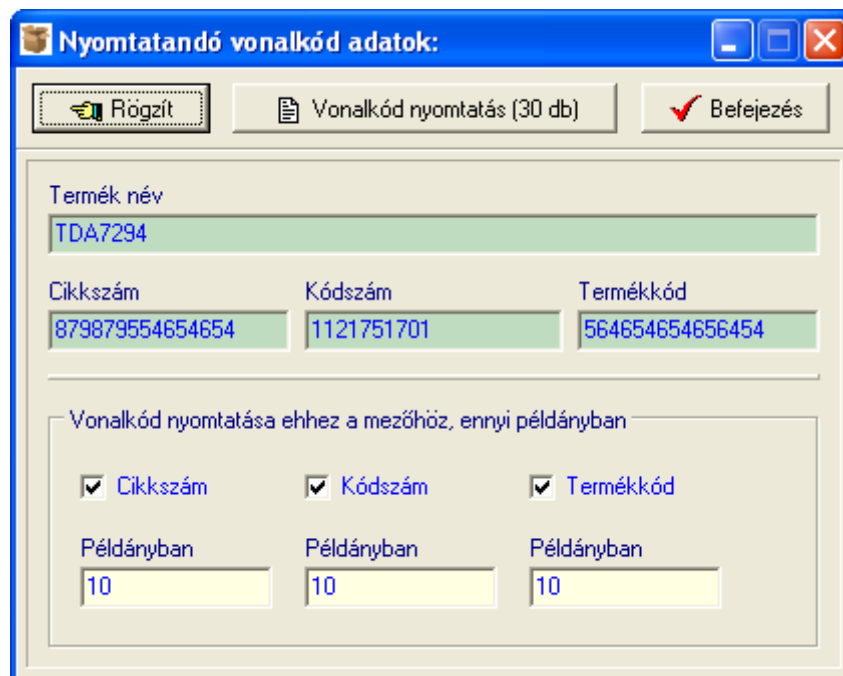 Nyomtatandó vonalkód adatok:
Rögzít Vonalkód nyomtatás (30 db) Befejezés
Termék név
TDA7294
Cikkszám Kódszám Termékkód
879879554654654 1121751701 564654654656454
Vonalkód nyomtatása ehhez a mezőhöz, ennyi példányban
Cikkszám Kódszám Termékkód
Példányban Példányban Példányban
10 10 10